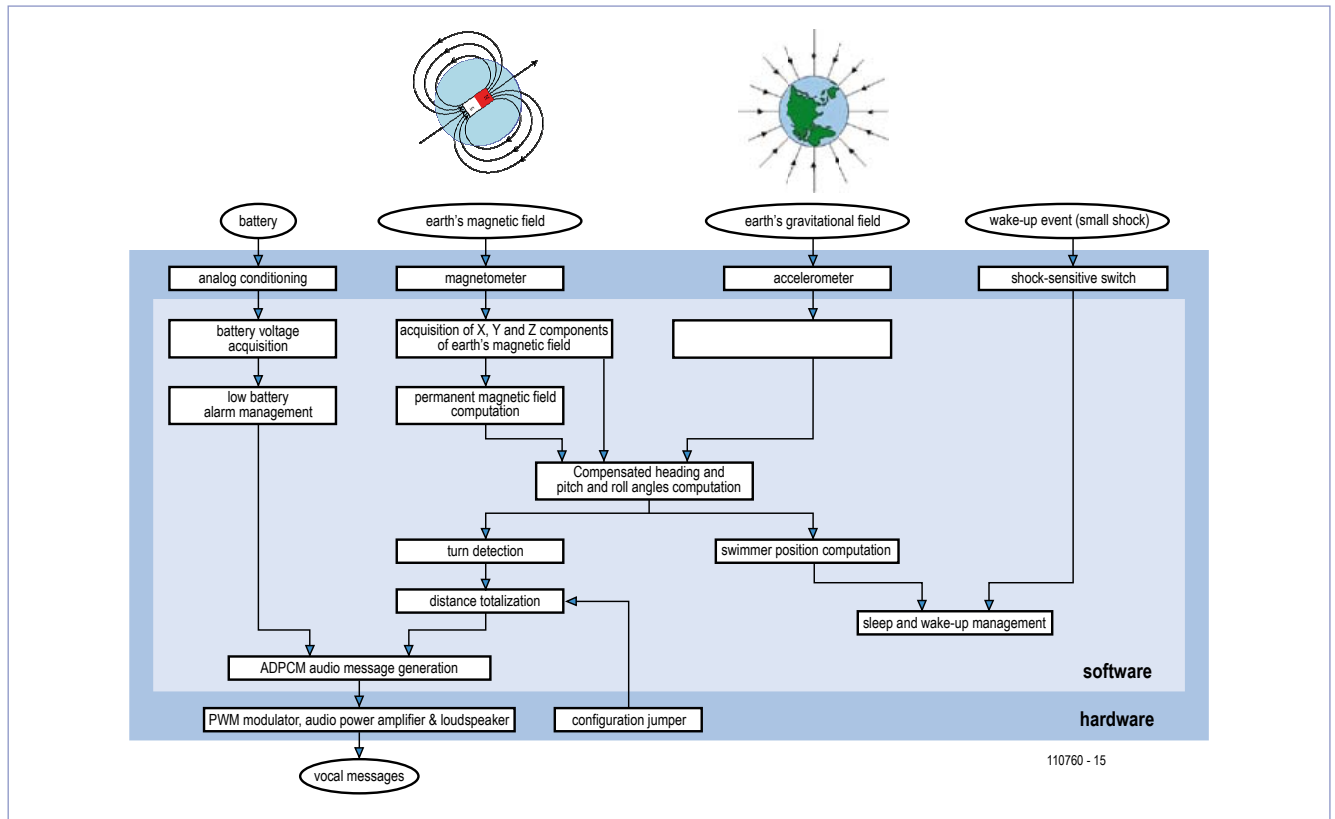 battery
earth's magnetic field
earth's gravitational field
wake-up event (small shock)
analog conditioning
magnetometer
accelerometer
shock-sensitive switch
battery voltage
acquisition
acquisition of X, Y and Z components
of earth's magnetic field
low battery
alarm management
permanent magnetic field
computation
Compensated heading and
pitch and roll angles computation
turn detection
swimmer position computation
distance totalization
sleep and wake-up management
ADPCM audio message generation
software
PWM modulator, audio power amplifier & loudspeaker
configuration jumper
hardware
110760 - 15
vocal messages